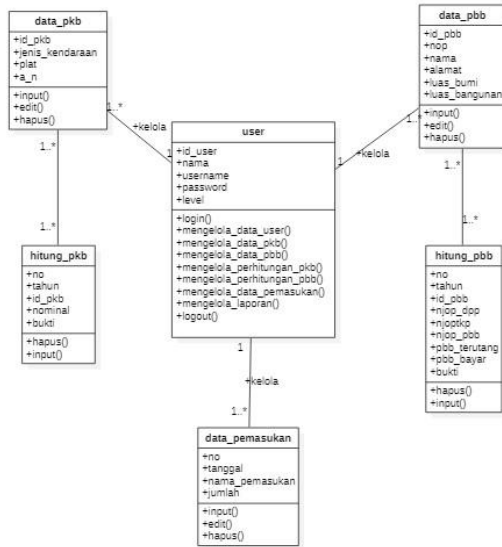 data_pkb
+id_pkb
+jenis_kendaraan
+plat
+a_n
+input()
+edit()
+hapus()
1..*
1..*
+kelola
1
data_pbb
+id_pbb
+nop
+nama
+alamat
+luas_bumi
+luas_bangunan
+input()
+edit()
+hapus()
1..*
1..*
+kelola
1
user
+id_user
+nama
+username
+password
+level
+login()
+mengelola_data_user()
+mengelola_data_pkb()
+mengelola_data_pbb()
+mengelola_perhitungan_pkb()
+mengelola_perhitungan_pbb()
+mengelola_data_pemasukan()
+mengelola_laporan()
+logout()
1
+kelola
1..*
1..*
hitung_pkb
+no
+tahun
+id_pkb
+nominal
+bukti
+hapus()
+input()
1..*
hitung_pbb
+no
+tahun
+id_pbb
+njop_dpp
+njoptkp
+njop_pbb
+pbb_terutang
+pbb_bayar
+bukti
+hapus()
+input()
data_pemasukan
+no
+tanggal
+nama_pemasukan
+jumlah
+input()
+edit()
+hapus()